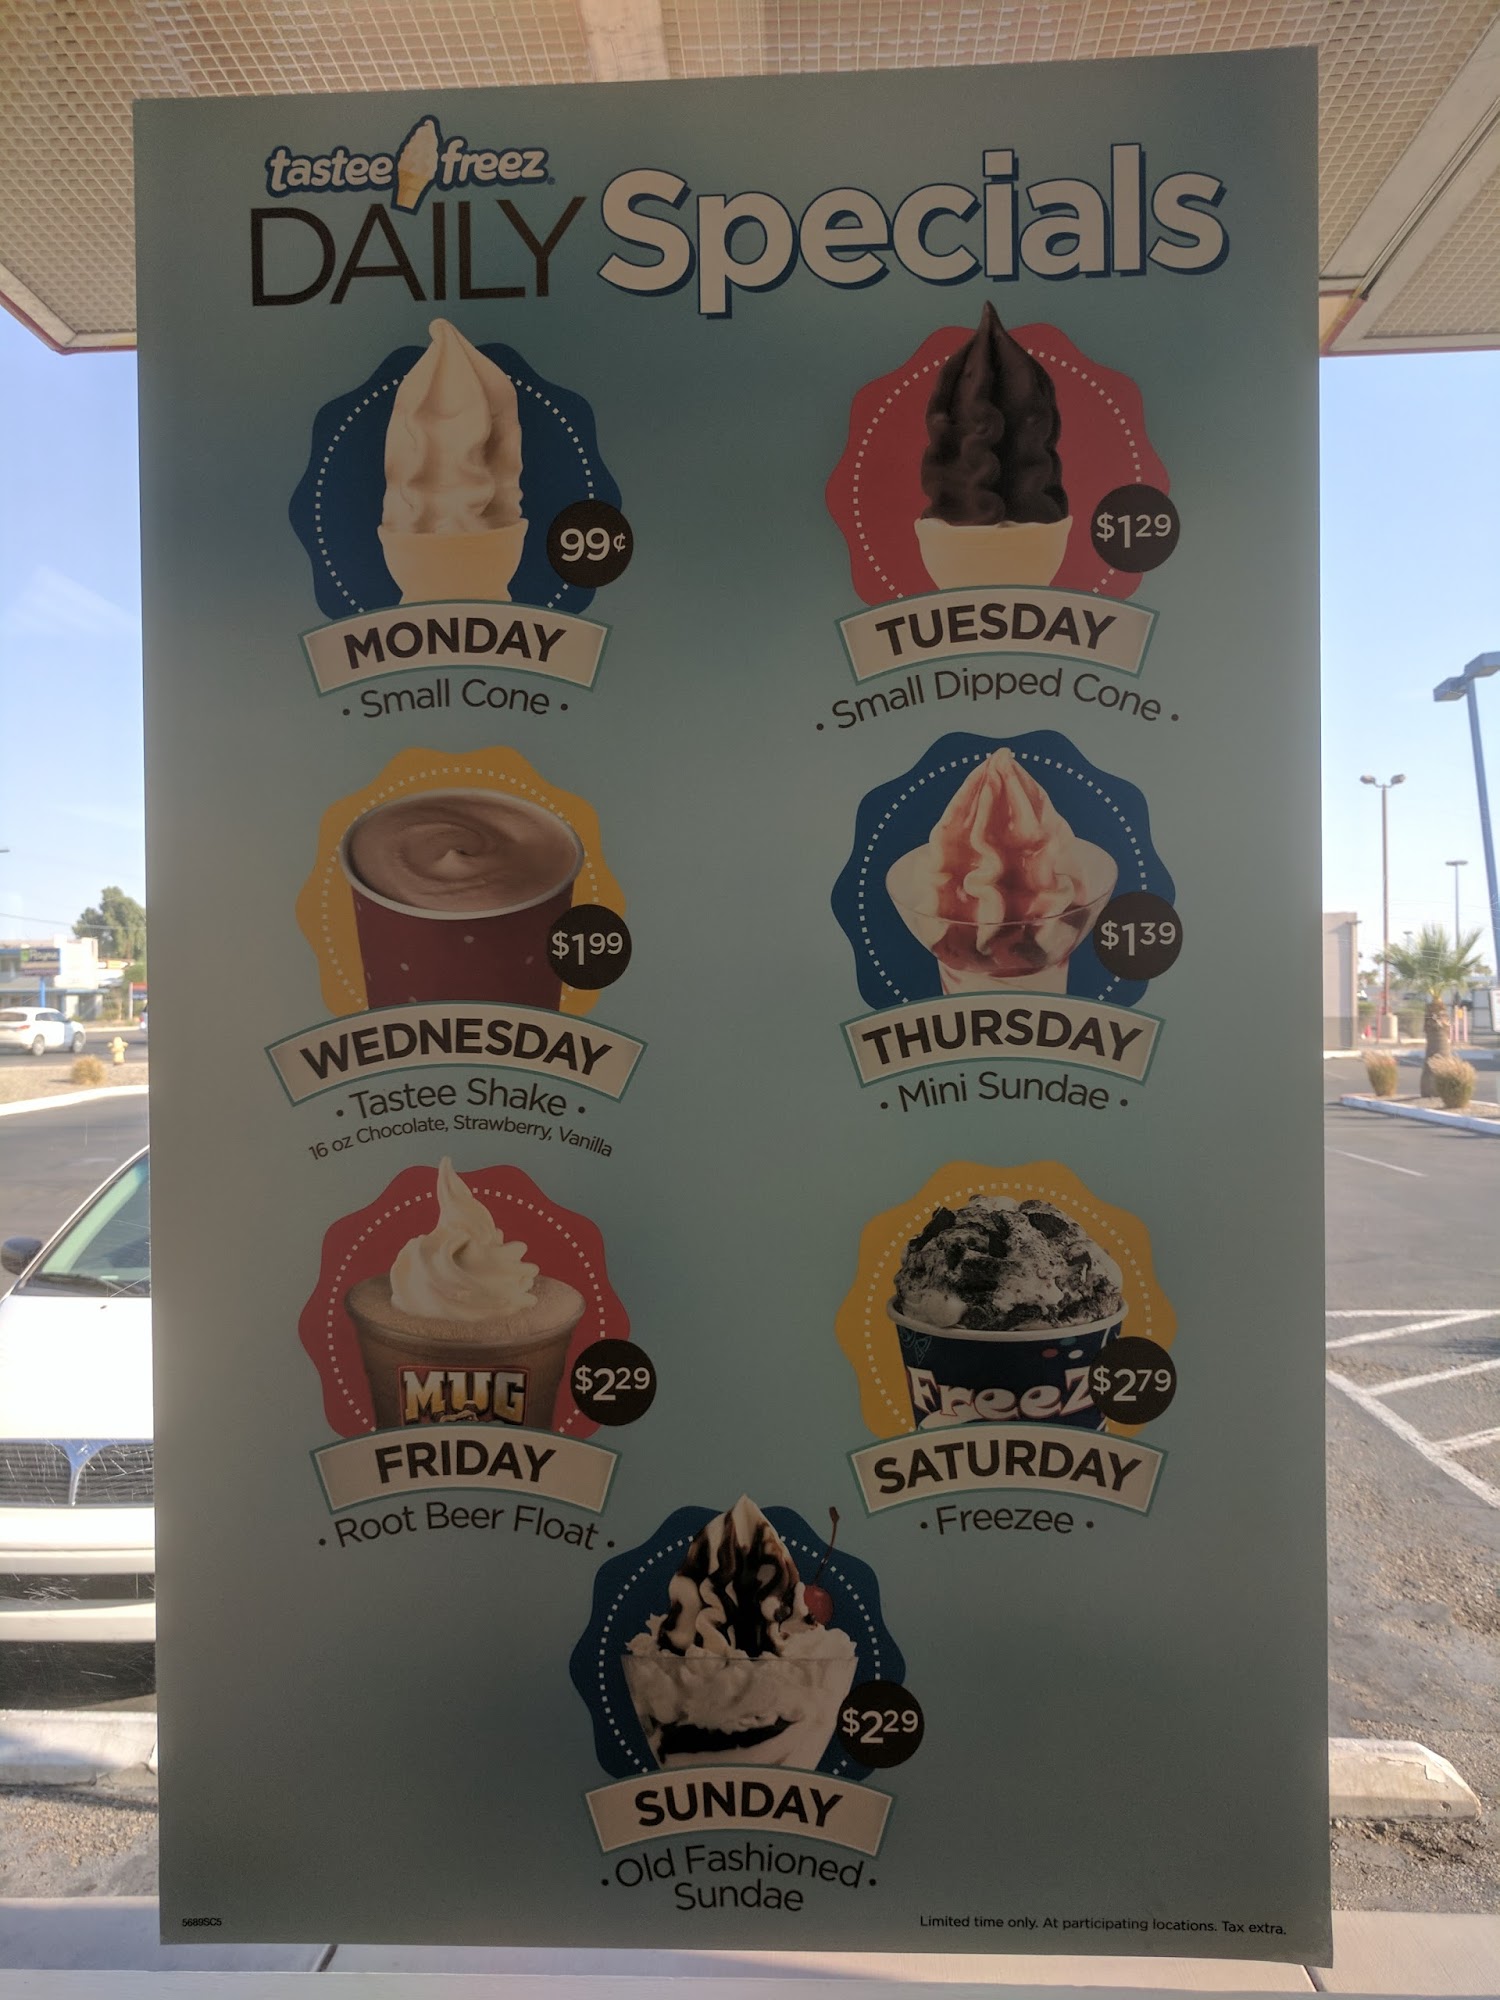 tastee freez
DAILY Specials
99¢
MONDAY
• Small Cone •
$1.29
TUESDAY
• Small Dipped Cone •
$1.99
WEDNESDAY
• Tastee Shake •
16 oz Chocolate, Strawberry, Vanilla
$1.39
THURSDAY
• Mini Sundae •
MUG
$2.29
FRIDAY
• Root Beer Float •
FreeZ
$2.79
SATURDAY
• Freezee •
$2.29
SUNDAY
• Old Fashioned •
Sundae
5689SC5
Limited time only. At participating locations. Tax extra.